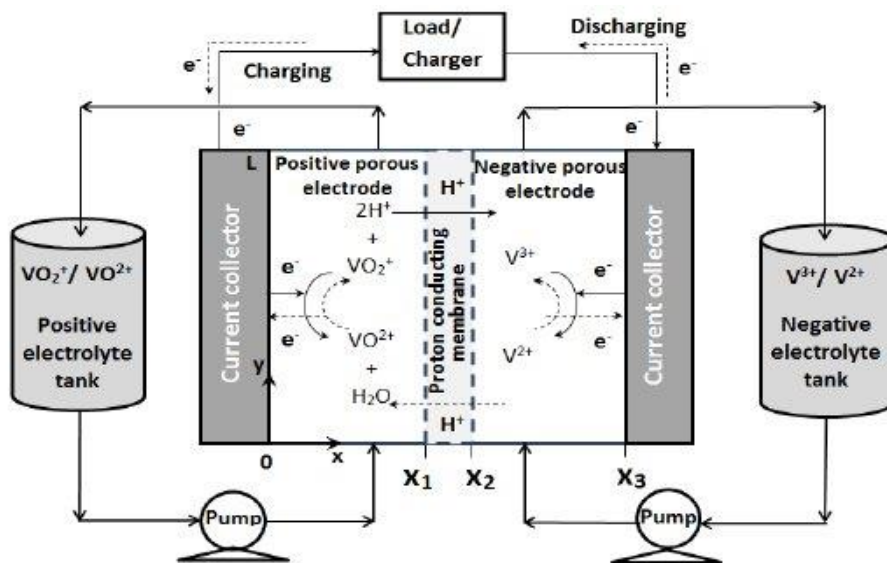 Load/
Charger
Discharging
e⁻
Charging
e⁻
e⁻
e⁻
L
Positive porous
electrode
H⁺
Negative porous
electrode
2H⁺
+
VO₂⁺
VO²⁺
+
H₂O
e⁻
e⁻
V³⁺
V²⁺
e⁻
e⁻
Current collector
Proton conducting
membrane
Current collector
H⁺
VO₂⁺/ VO²⁺
Positive
electrolyte
tank
V³⁺/ V²⁺
Negative
electrolyte
tank
y
0
x
X₁
X₂
X₃
Pump
Pump